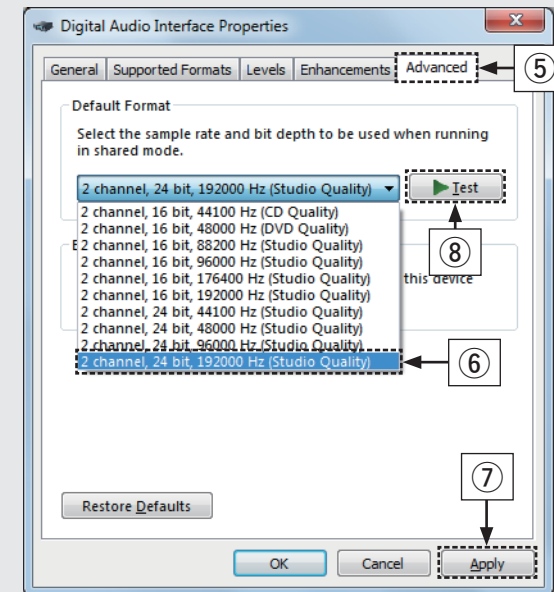 Digital Audio Interface Properties
General Supported Formats Levels Enhancements Advanced
⑤
Default Format
Select the sample rate and bit depth to be used when running
in shared mode.
2 channel, 24 bit, 192000 Hz (Studio Quality)
Test
⑧
2 channel, 16 bit, 44100 Hz (CD Quality)
2 channel, 16 bit, 48000 Hz (DVD Quality)
2 channel, 16 bit, 88200 Hz (Studio Quality)
2 channel, 16 bit, 96000 Hz (Studio Quality)
2 channel, 16 bit, 176400 Hz (Studio Quality)
this device
2 channel, 16 bit, 192000 Hz (Studio Quality)
2 channel, 24 bit, 44100 Hz (Studio Quality)
2 channel, 24 bit, 48000 Hz (Studio Quality)
2 channel, 24 bit, 96000 Hz (Studio Quality)
2 channel, 24 bit, 192000 Hz (Studio Quality)
⑥
⑦
Restore Defaults
OK Cancel Apply